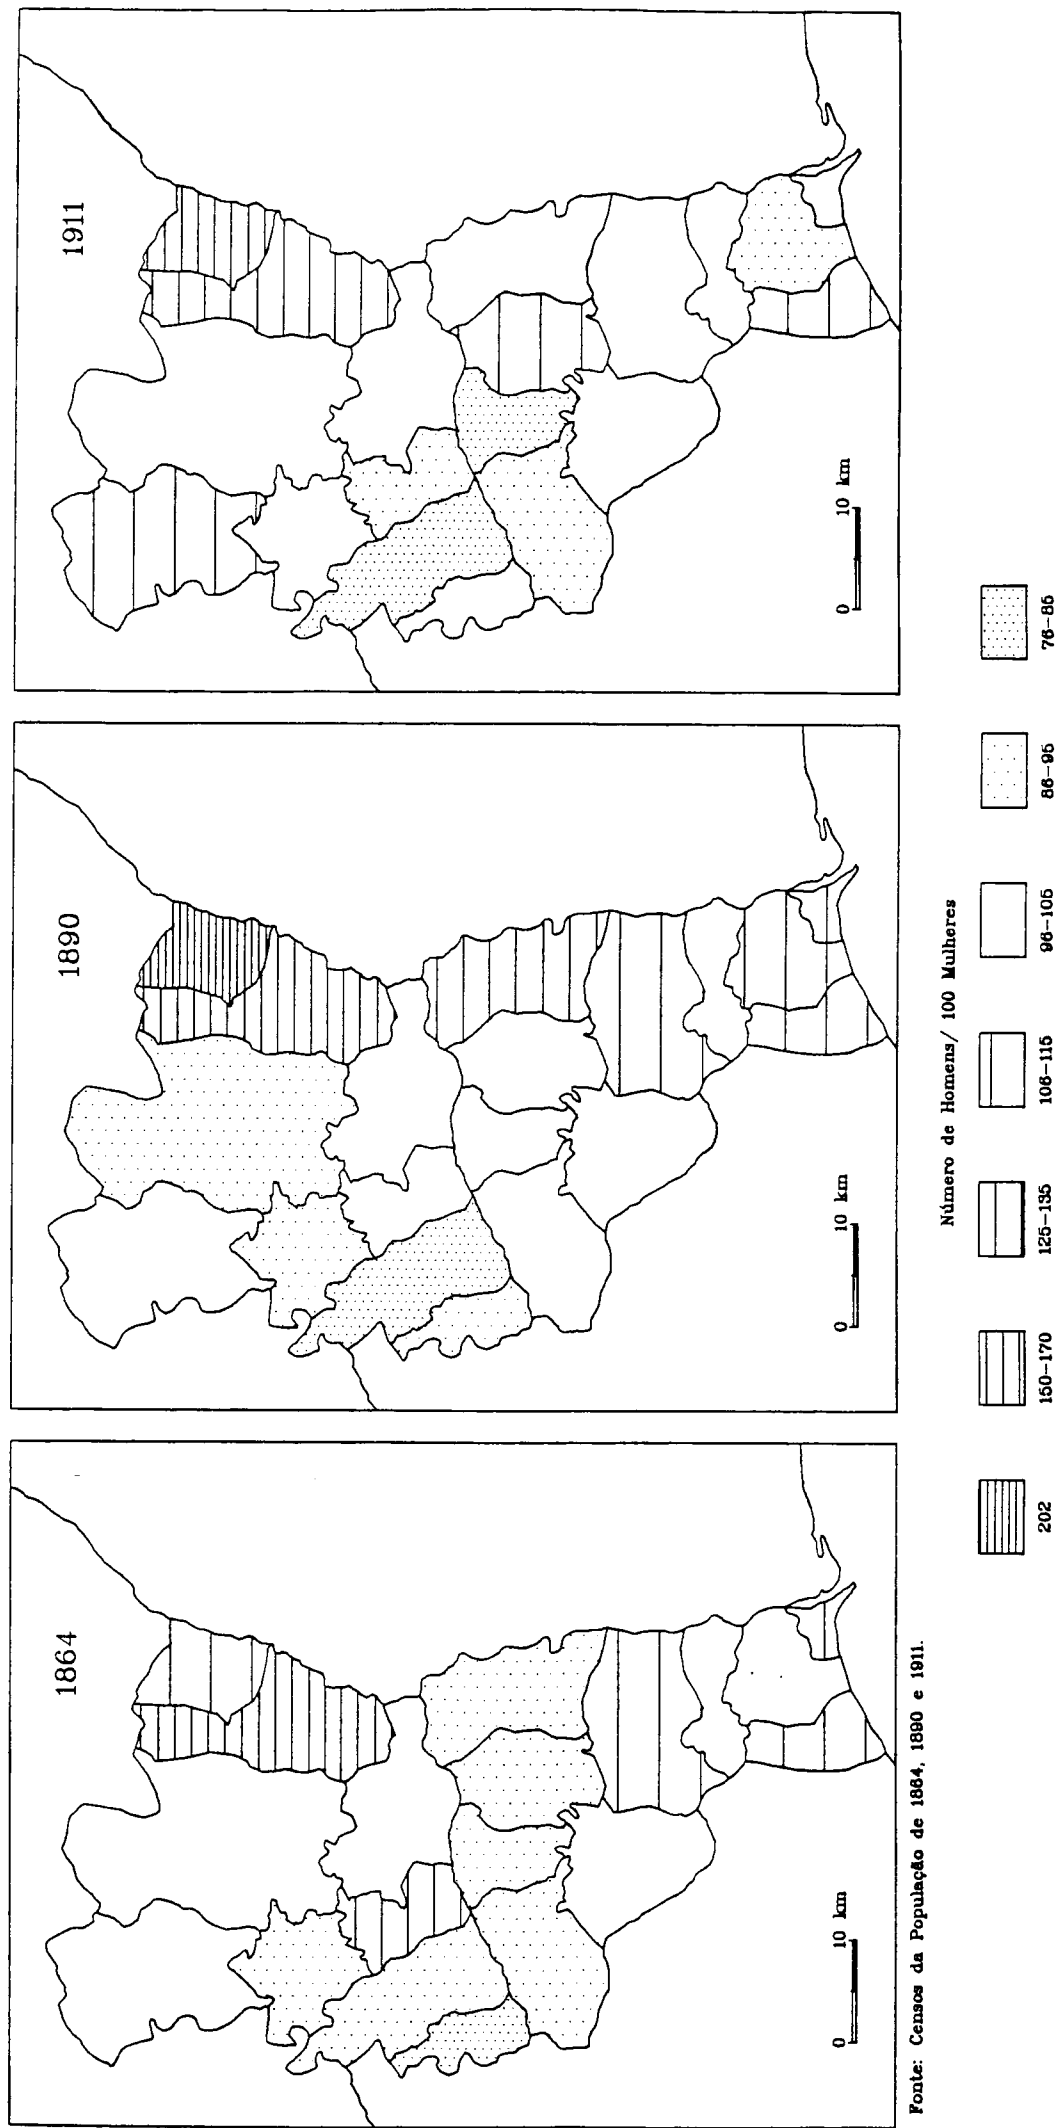 1864
0 10 km
1890
0 10 km
1911
0 10 km
Fonte: Censos da População de 1864, 1890 e 1911.
Número de Homens/ 100 Mulheres
202
150-170
125-135
106-115
96-105
86-95
76-85